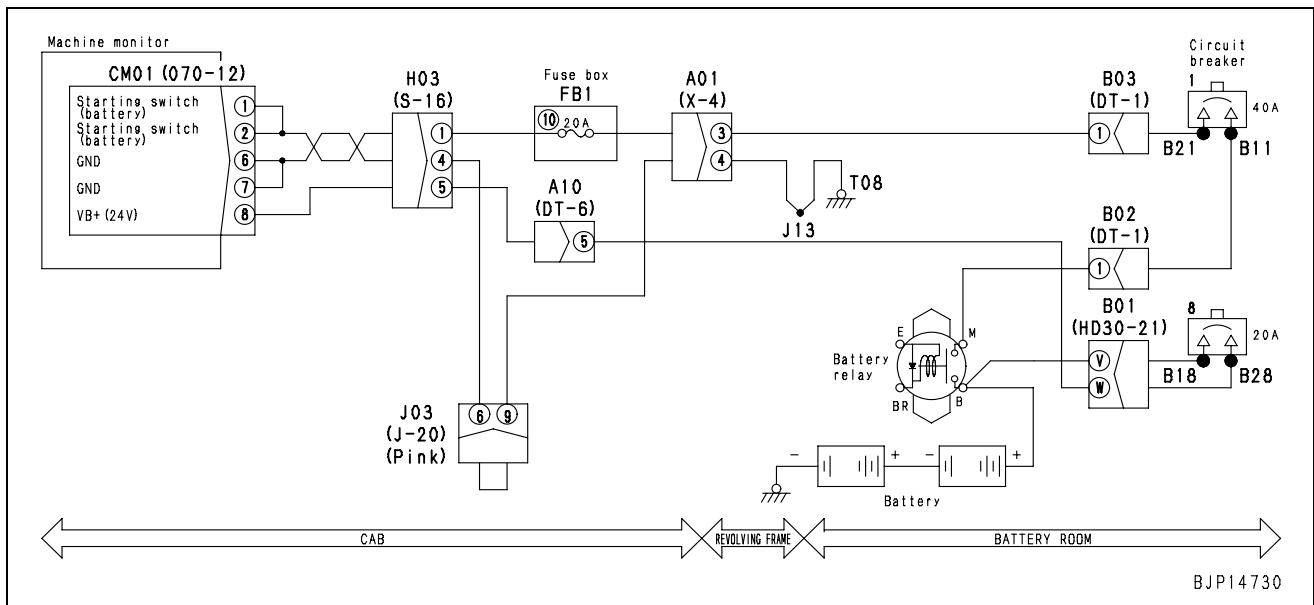 Machine monitor
CM01 (070-12)
Starting switch
(battery)
1
Starting switch
(battery)
2
GND
6
GND
7
VB+ (24V)
8
H03
(S-16)
1
4
5
Fuse box
FB1
10 20A
A10
(DT-6)
5
A01
(X-4)
3
4
J13
T08
B03
(DT-1)
1
Circuit
breaker
1
40A
B21
B11
B02
(DT-1)
1
B01
(HD30-21)
V
W
8
20A
B18
B28
E
M
Battery
relay
BR
B
J03
(J-20)
(Pink)
6
9
- + - +
Battery
CAB
REVOLVING FRAME
BATTERY ROOM
BJP14730